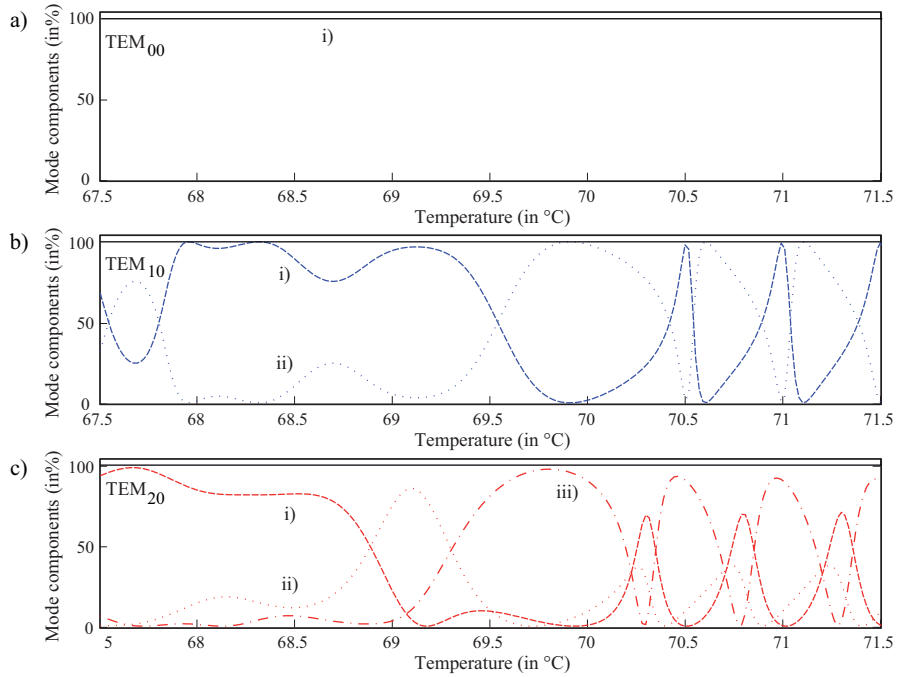 a)
Mode components (in%)
100
50
0
TEM00
i)
67.5 68 68.5 69 69.5 70 70.5 71 71.5
Temperature (in °C)
b)
Mode components (in%)
100
50
0
TEM10
i)
ii)
67.5 68 68.5 69 69.5 70 70.5 71 71.5
Temperature (in °C)
c)
Mode components (in%)
100
50
0
TEM20
i)
ii)
iii)
5 68 68.5 69 69.5 70 70.5 71 71.5
Temperature (in °C)